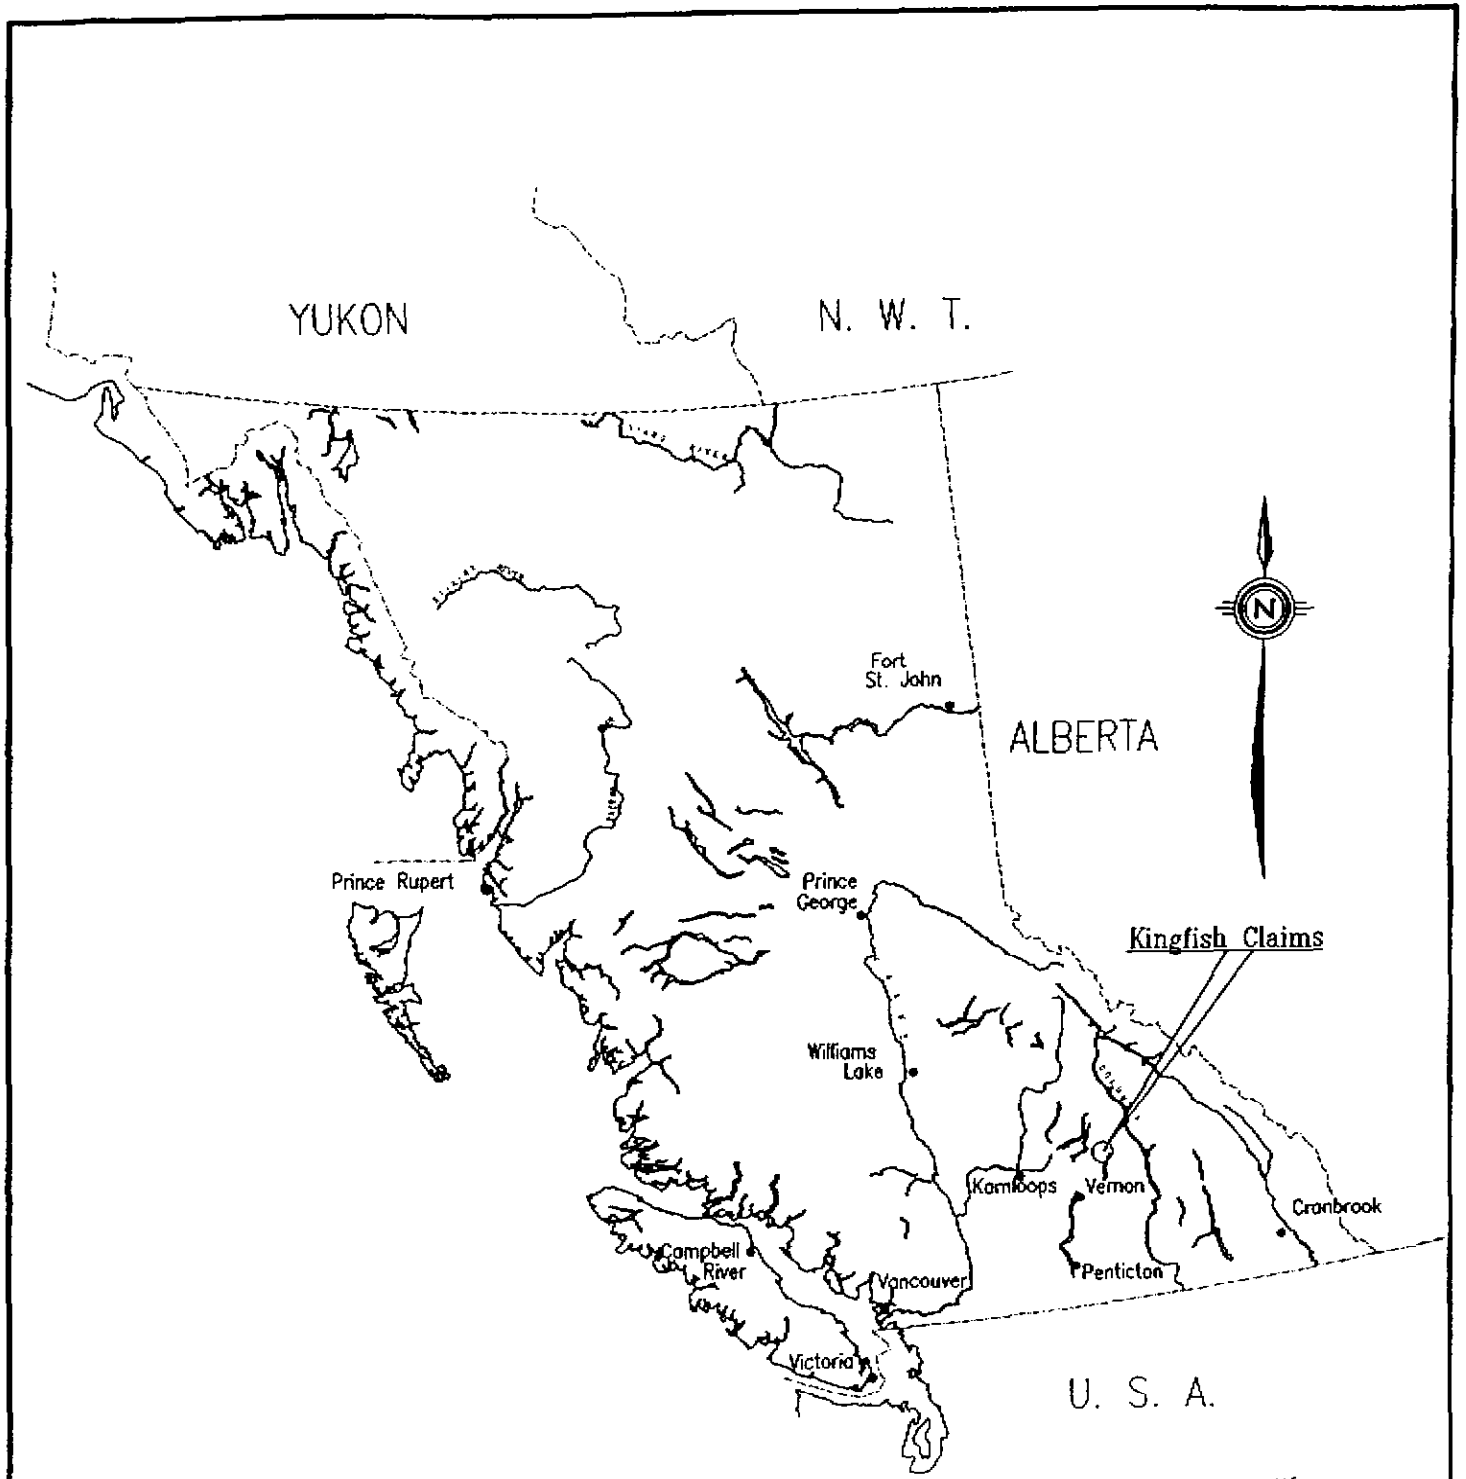 YUKON
N. W. T.
RIVER
Fort
St. John
ALBERTA
N
Prince Rupert
Prince
George
Kingfish Claims
Williams
Lake
Kamloops
Vernon
Cranbrook
Campbell
River
Vancouver
Penticton
Victoria
U. S. A.